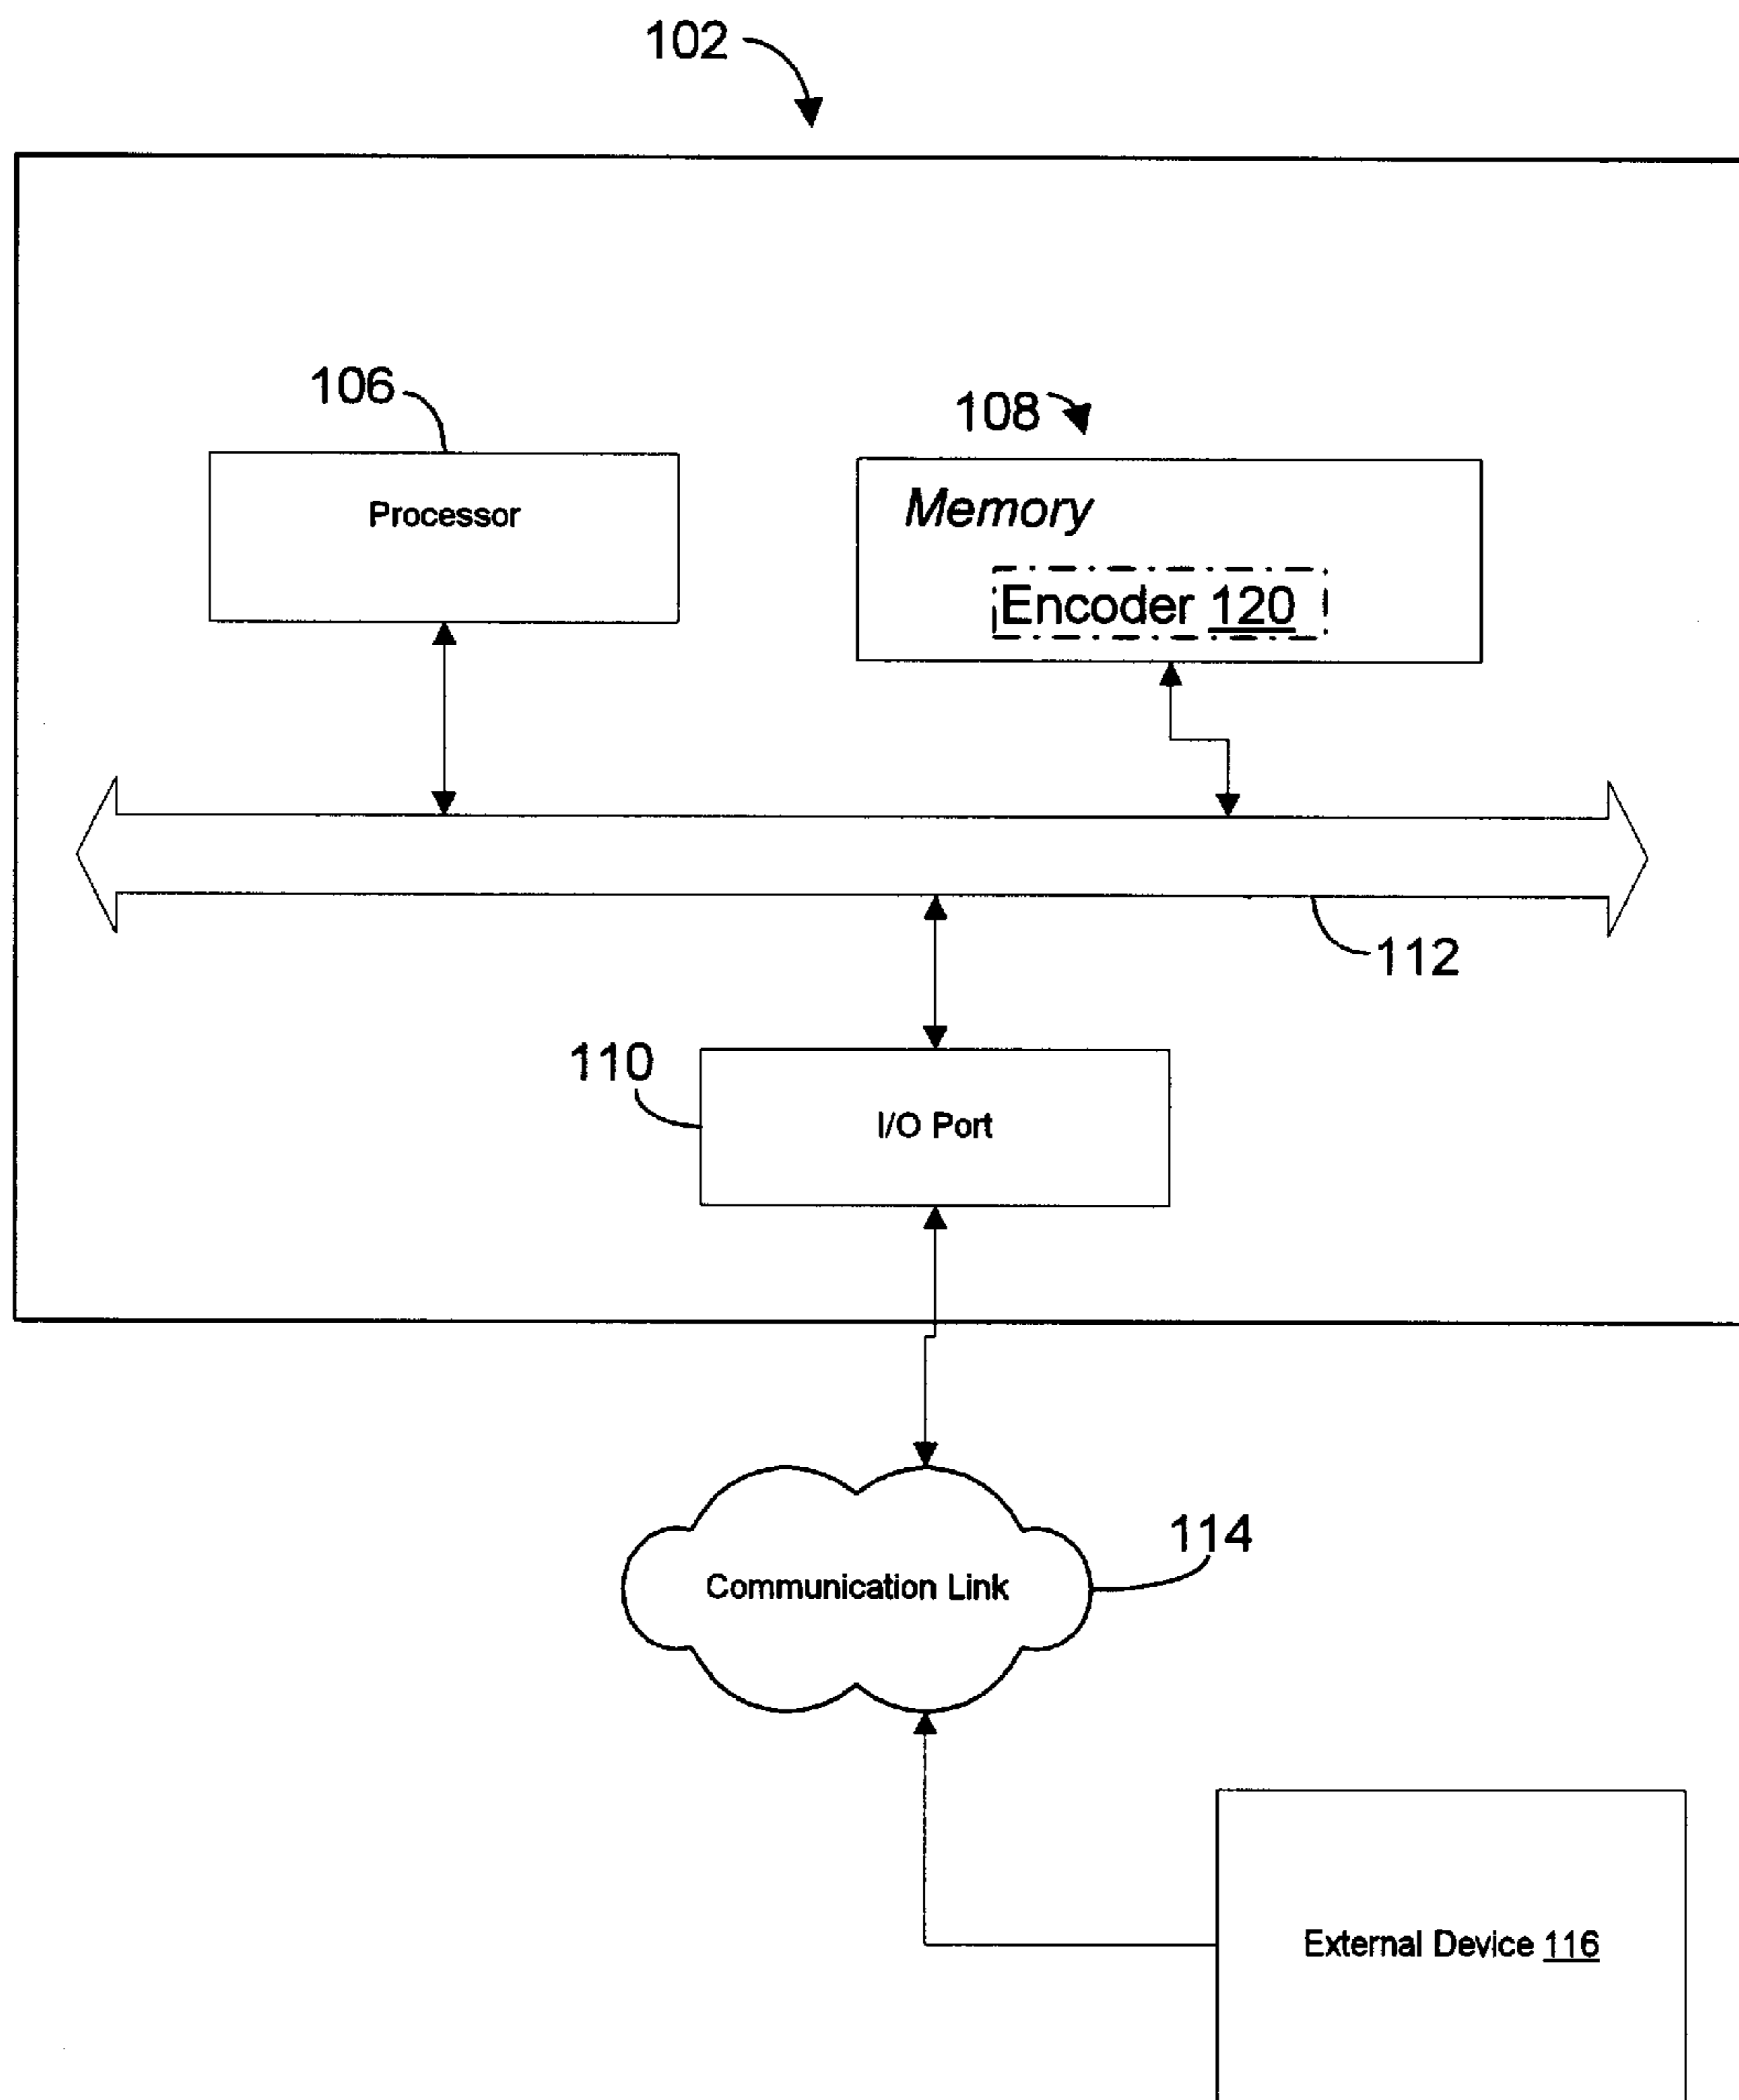 102
106
108
Processor
Memory
Encoder 120
112
110
I/O Port
114
Communication Link
External Device 116